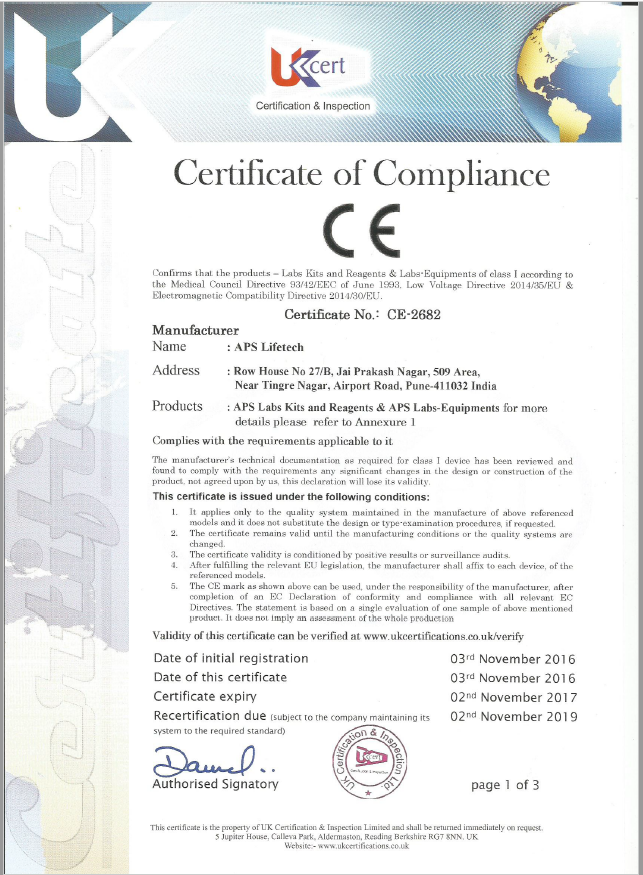 UK
UKcert
Certification & Inspection
Certificate
Certificate of Compliance
CE
Confirms that the products – Labs Kits and Reagents & Labs-Equipments of class I according to
the Medical Council Directive 93/42/EEC of June 1993, Low Voltage Directive 2014/35/EU &
Electromagnetic Compatibility Directive 2014/30/EU.
Certificate No.: CE-2682
Manufacturer
Name : APS Lifetech
Address : Row House No 27/B, Jai Prakash Nagar, 509 Area,
Near Tingre Nagar, Airport Road, Pune-411032 India
Products : APS Labs Kits and Reagents & APS Labs-Equipments for more
details please refer to Annexure 1
Complies with the requirements applicable to it
The manufacturer's technical documentation as required for class I device has been reviewed and
found to comply with the requirements any significant changes in the design or construction of the
product, not agreed upon by us, this declaration will lose its validity.
This certificate is issued under the following conditions:
1. It applies only to the quality system maintained in the manufacture of above referenced
models and it does not substitute the design or type-examination procedures, if requested.
2. The certificate remains valid until the manufacturing conditions or the quality systems are
changed.
3. The certificate validity is conditioned by positive results or surveillance audits.
4. After fulfilling the relevant EU legislation, the manufacturer shall affix to each device, of the
referenced models.
5. The CE mark as shown above can be used, under the responsibility of the manufacturer, after
completion of an EC Declaration of conformity and compliance with all relevant EC
Directives. The statement is based on a single evaluation of one sample of above mentioned
product. It does not imply an assessment of the whole production
Validity of this certificate can be verified at www.ukcertifications.co.uk/verify
Date of initial registration 03rd November 2016
Date of this certificate 03rd November 2016
Certificate expiry 02nd November 2017
Recertification due (subject to the company maintaining its 02nd November 2019
system to the required standard)
UK Certification & Inspection Ltd
UKcert
Certification & Inspection
Authorised Signatory
page 1 of 3
This certificate is the property of UK Certification & Inspection Limited and shall be returned immediately on request.
5 Jupiter House, Calleva Park, Aldermaston, Reading Berkshire RG7 8NN. UK
Website:- www.ukcertifications.co.uk